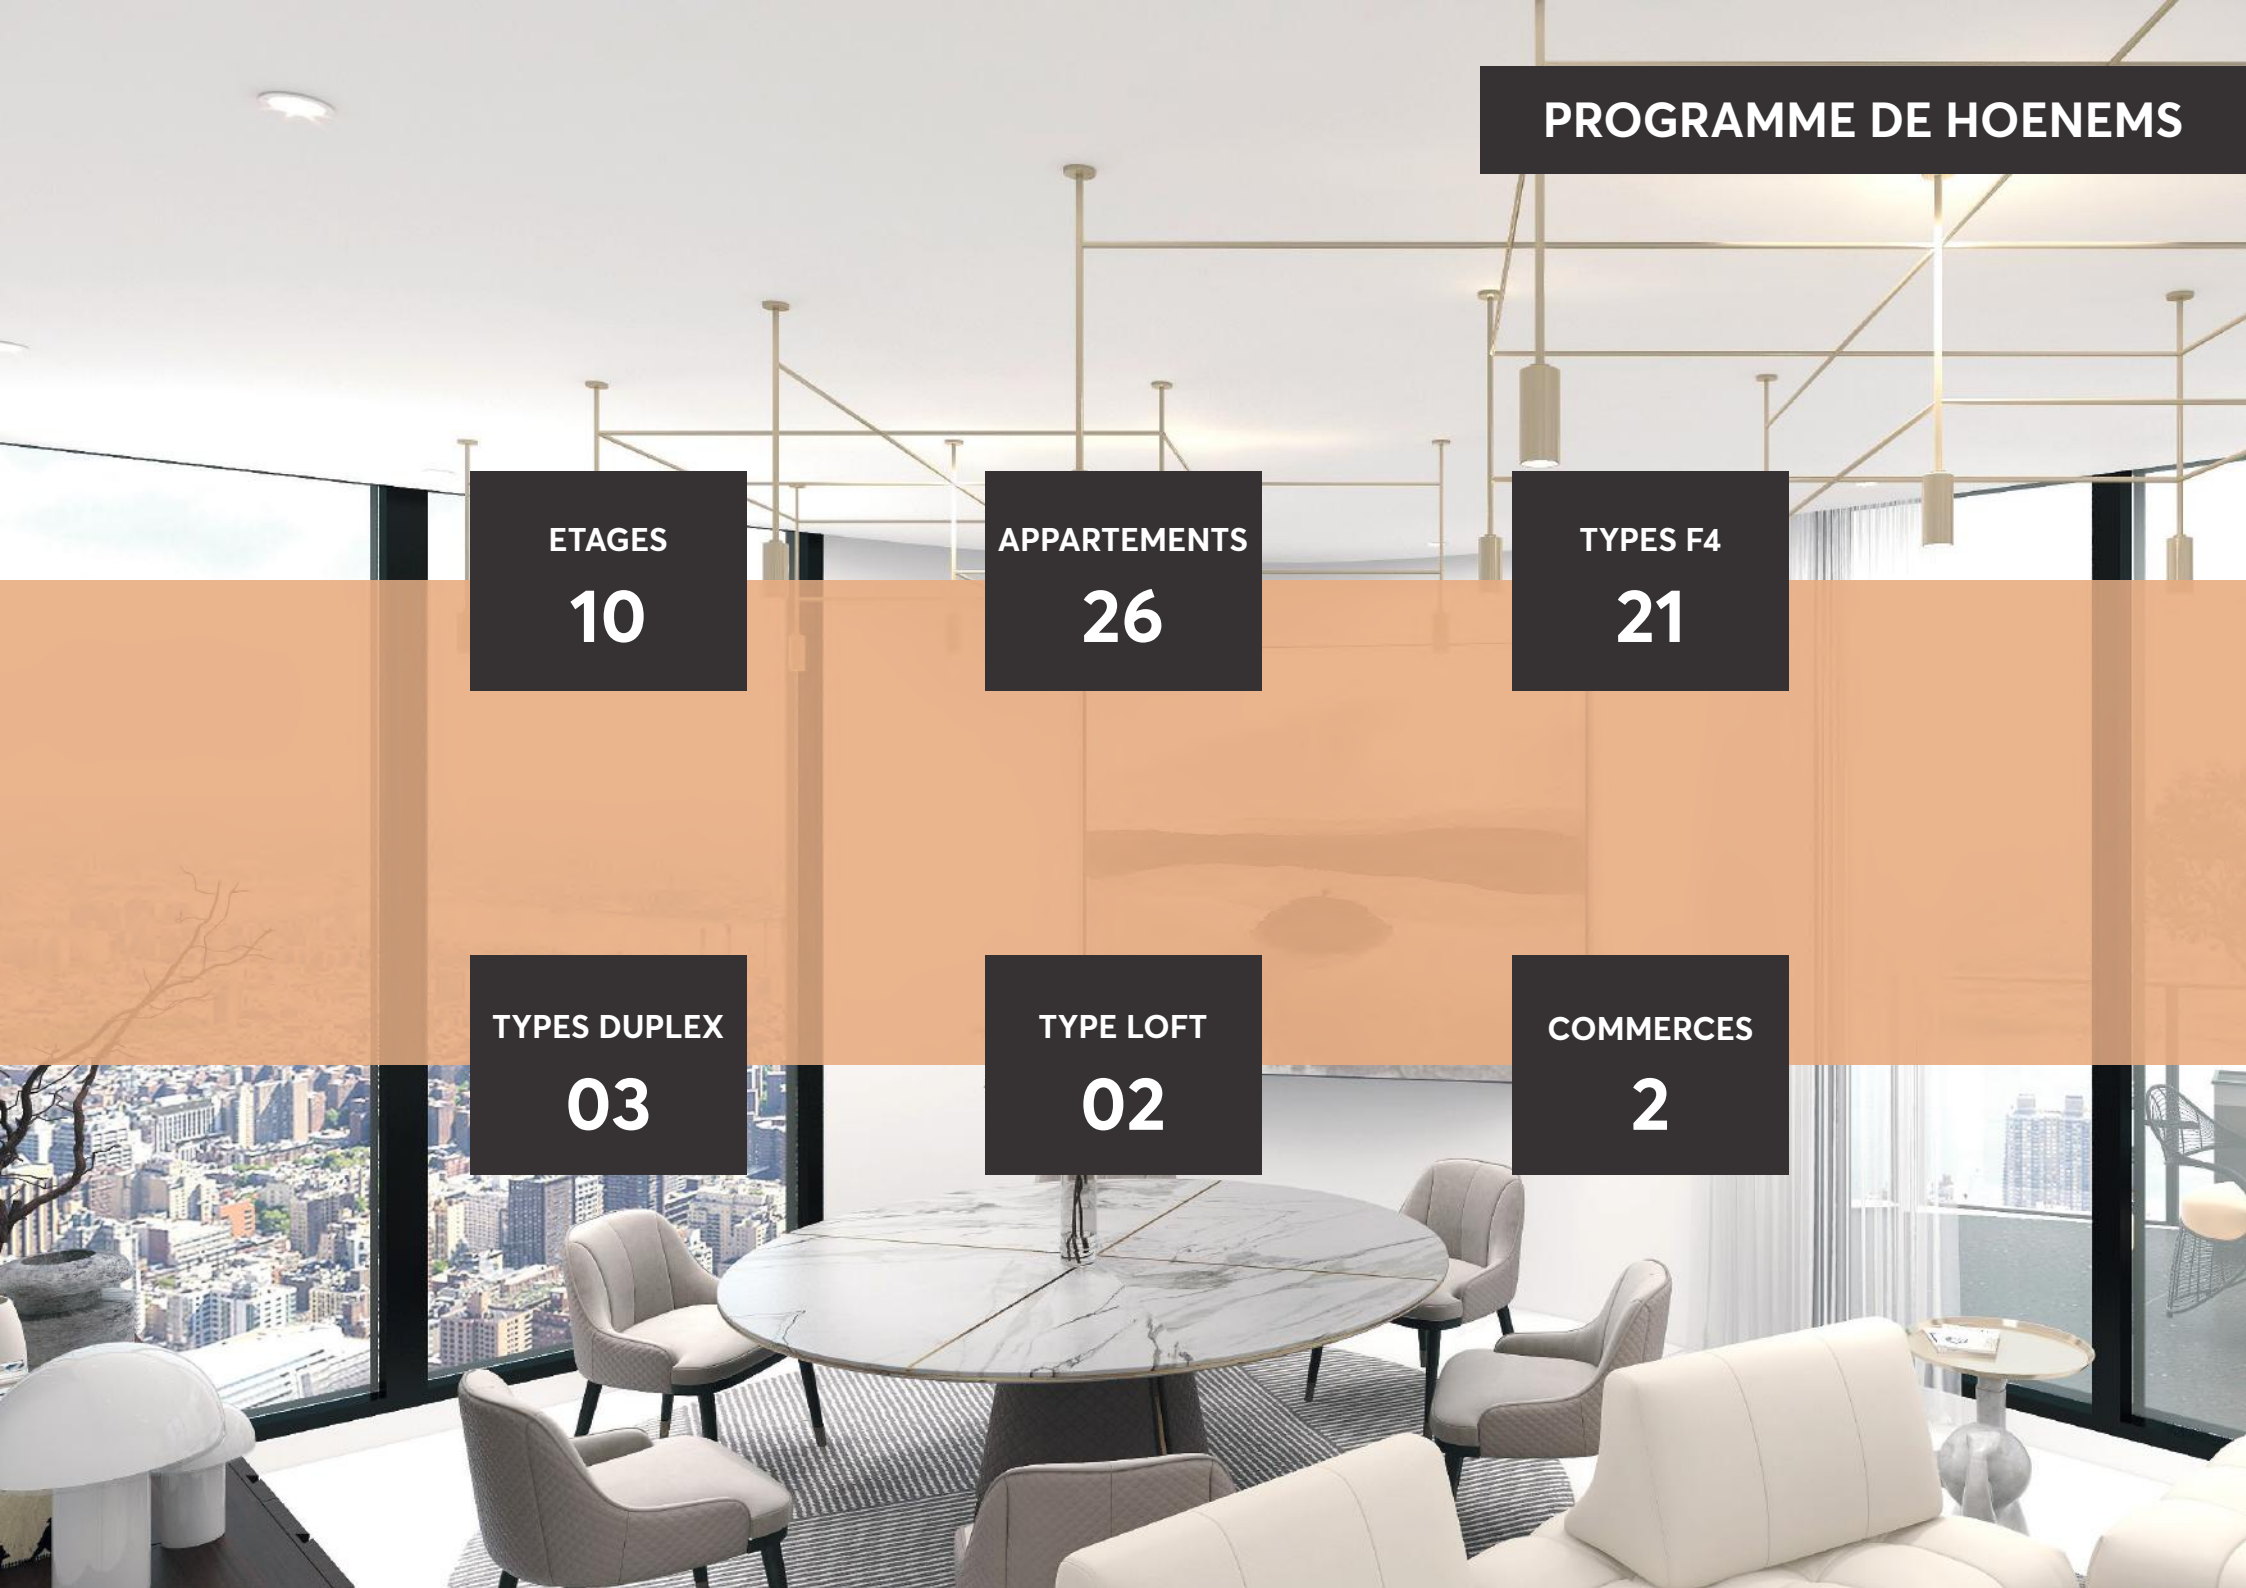 PROGRAMME DE HOENEMS
ETAGES
10
APPARTEMENTS
26
TYPES F4
21
TYPES DUPLEX
03
TYPE LOFT
02
COMMERCES
2